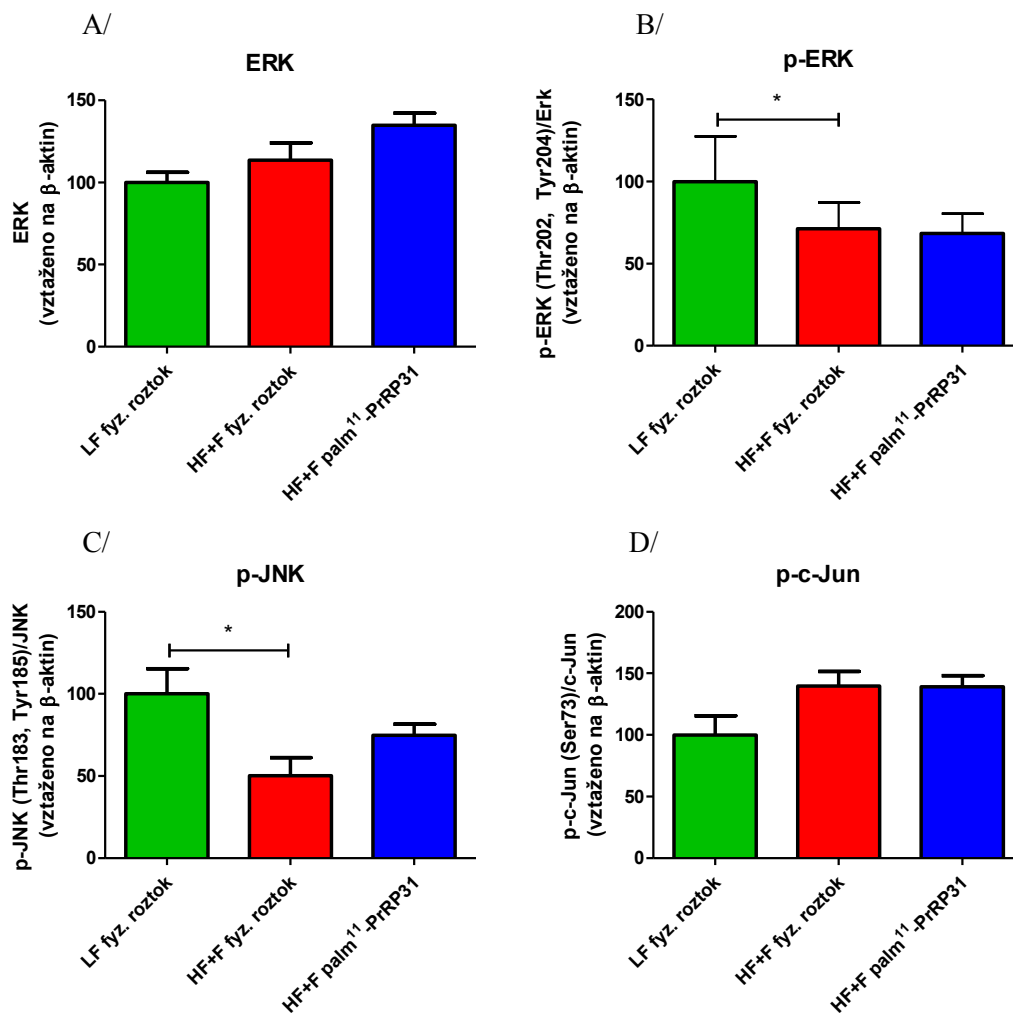 A/
ERK
ERK
(vztaženo na β-aktin)
150
100
50
0
LF fyz. roztok
HF+F fyz. roztok
HF+F palm¹¹-PrRP31
B/
p-ERK
p-ERK (Thr202, Tyr204)/Erk
(vztaženo na β-aktin)
150
100
50
0
*
LF fyz. roztok
HF+F fyz. roztok
HF+F palm¹¹-PrRP31
C/
p-JNK
p-JNK (Thr183, Tyr185)/JNK
(vztaženo na β-aktin)
150
100
50
0
*
LF fyz. roztok
HF+F fyz. roztok
HF+F palm¹¹-PrRP31
D/
p-c-Jun
p-c-Jun (Ser73)/c-Jun
(vztaženo na β-aktin)
200
150
100
50
0
LF fyz. roztok
HF+F fyz. roztok
HF+F palm¹¹-PrRP31